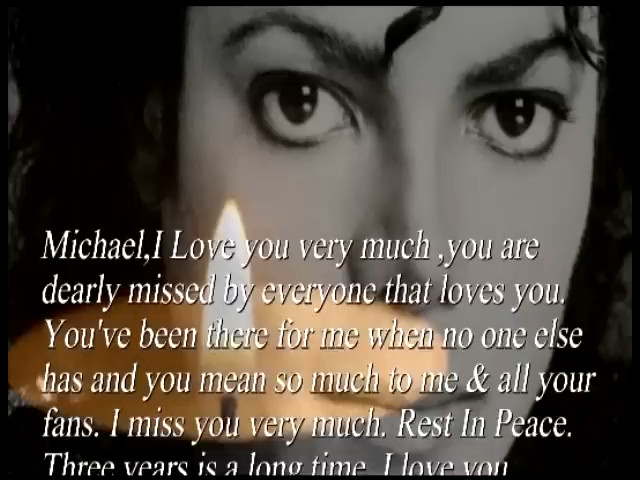 Michael,I Love you very much ,you are
dearly missed by everyone that loves you.
You've been there for me when no one else
has and you mean so much to me & all your
fans. I miss you very much. Rest In Peace.
Three years is a long time. I love you